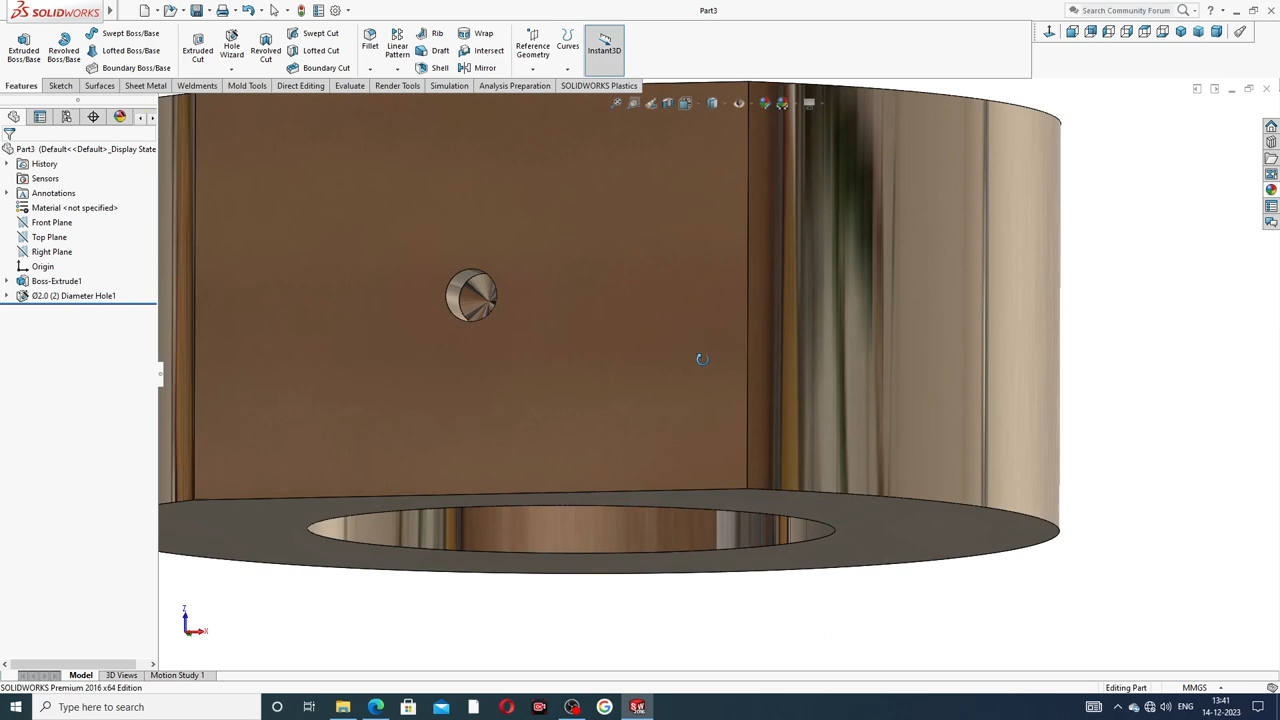 SOLIDWORKS
Part3
Search Community Forum
Extruded Boss/Base
Revolved Boss/Base
Swept Boss/Base
Lofted Boss/Base
Boundary Boss/Base
Extruded Cut
Hole Wizard
Revolved Cut
Swept Cut
Lofted Cut
Boundary Cut
Fillet
Linear Pattern
Rib
Draft
Shell
Wrap
Intersect
Mirror
Reference Geometry
Curves
Instant3D
Features
Sketch
Surfaces
Sheet Metal
Weldments
Mold Tools
Direct Editing
Evaluate
Render Tools
Simulation
Analysis Preparation
SOLIDWORKS Plastics
Part3 (Default<<Default>_Display State
History
Sensors
Annotations
Material <not specified>
Front Plane
Top Plane
Right Plane
Origin
Boss-Extrude1
Ø2.0 (2) Diameter Hole1
Z
X
Model
3D Views
Motion Study 1
SOLIDWORKS Premium 2016 x64 Edition
Editing Part
MMGS
Type here to search
ENG
13:41
14-12-2023